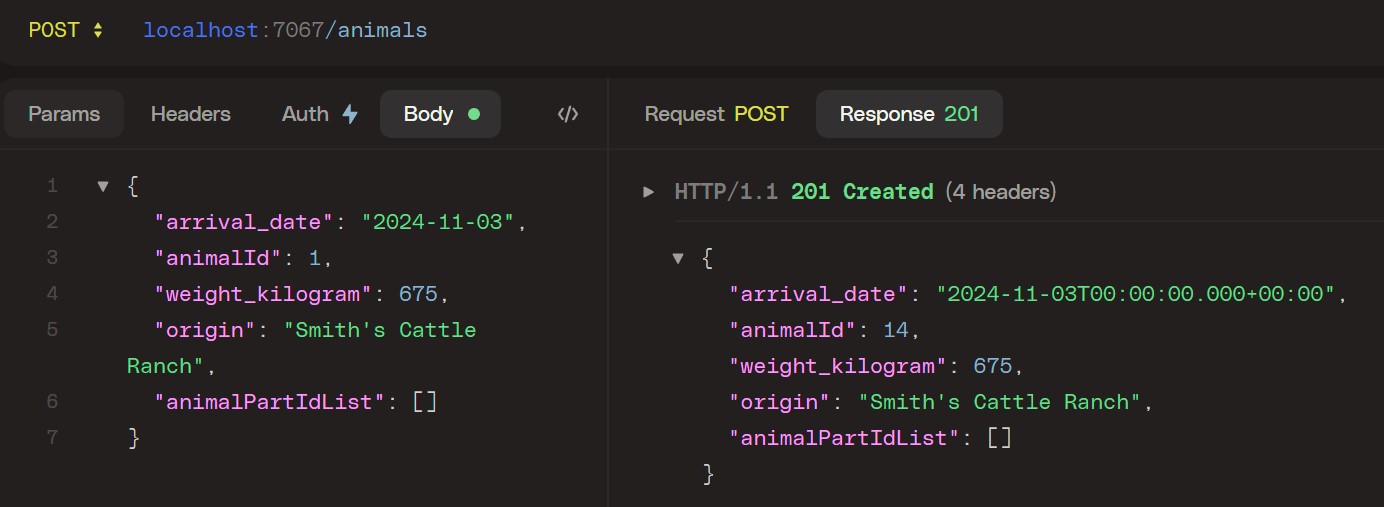 POST localhost:7067/animals
Params Headers Auth Body </> Request POST Response 201
1 {
2 "arrival_date": "2024-11-03",
3 "animalId": 1,
4 "weight_kilogram": 675,
5 "origin": "Smith's Cattle
Ranch",
6 "animalPartIdList": []
7 }
HTTP/1.1 201 Created (4 headers)
{
"arrival_date": "2024-11-03T00:00:00.000+00:00",
"animalId": 14,
"weight_kilogram": 675,
"origin": "Smith's Cattle Ranch",
"animalPartIdList": []
}